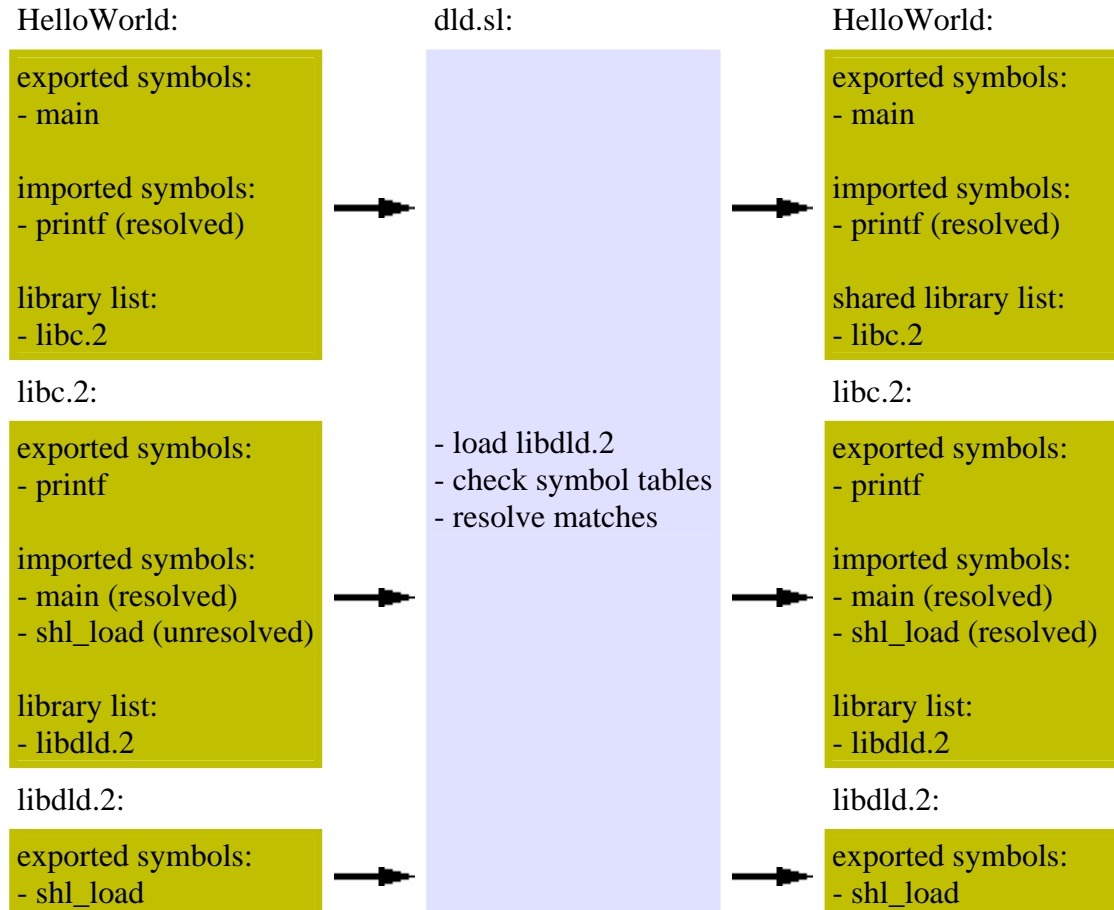 HelloWorld:
exported symbols:
- main
imported symbols:
- printf (resolved)
library list:
- libc.2
libc.2:
exported symbols:
- printf
imported symbols:
- main (resolved)
- shl_load (unresolved)
library list:
- libdld.2
libdld.2:
exported symbols:
- shl_load
dld.sl:
- load libdld.2
- check symbol tables
- resolve matches
HelloWorld:
exported symbols:
- main
imported symbols:
- printf (resolved)
shared library list:
- libc.2
libc.2:
exported symbols:
- printf
imported symbols:
- main (resolved)
- shl_load (resolved)
library list:
- libdld.2
libdld.2:
exported symbols:
- shl_load